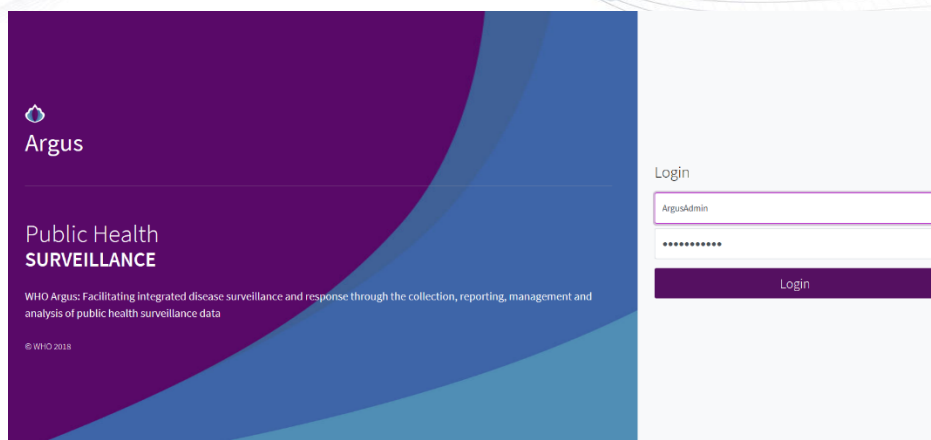 Argus
Public Health
SURVEILLANCE
WHO Argus: Facilitating integrated disease surveillance and response through the collection, reporting, management and
analysis of public health surveillance data
© WHO 2018
Login
ArgusAdmin
•••••••••••
Login